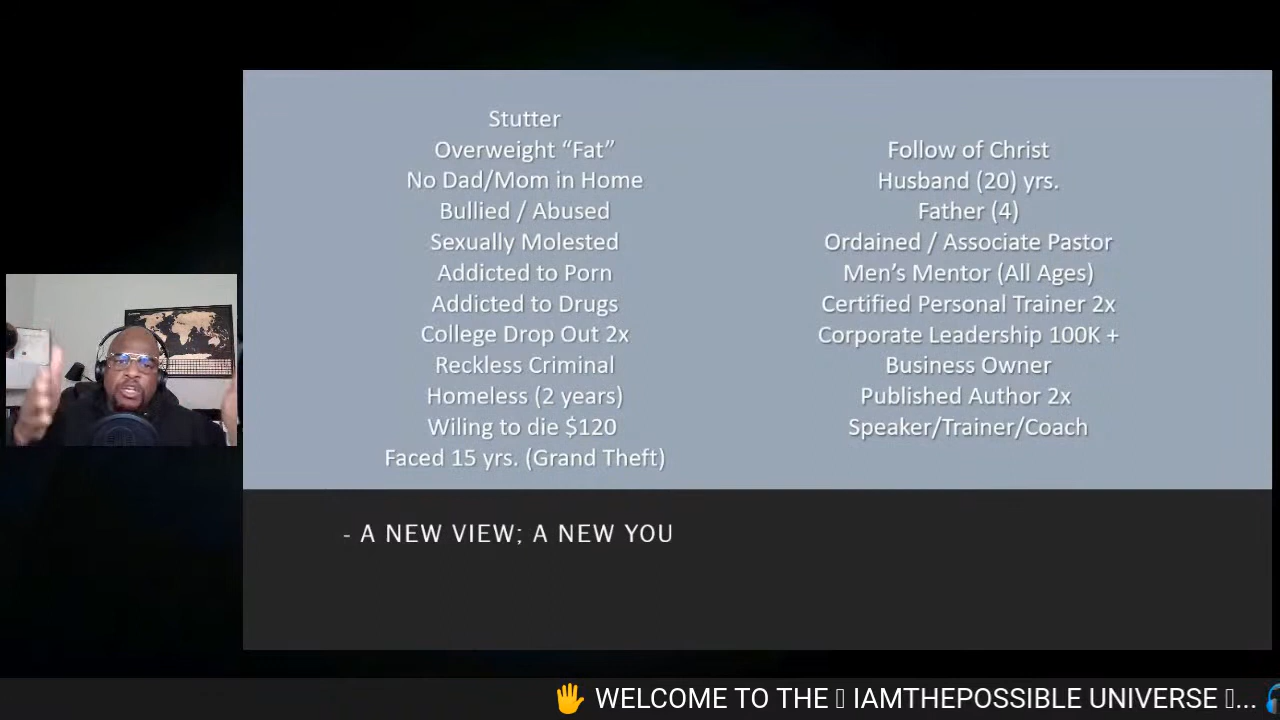 Stutter
Overweight “Fat”
No Dad/Mom in Home
Bullied / Abused
Sexually Molested
Addicted to Porn
Addicted to Drugs
College Drop Out 2x
Reckless Criminal
Homeless (2 years)
Wiling to die $120
Faced 15 yrs. (Grand Theft)
Follow of Christ
Husband (20) yrs.
Father (4)
Ordained / Associate Pastor
Men’s Mentor (All Ages)
Certified Personal Trainer 2x
Corporate Leadership 100K +
Business Owner
Published Author 2x
Speaker/Trainer/Coach
- A NEW VIEW; A NEW YOU
🖐 WELCOME TO THE ▯ IAMTHEPOSSIBLE UNIVERSE ▯... 🎧